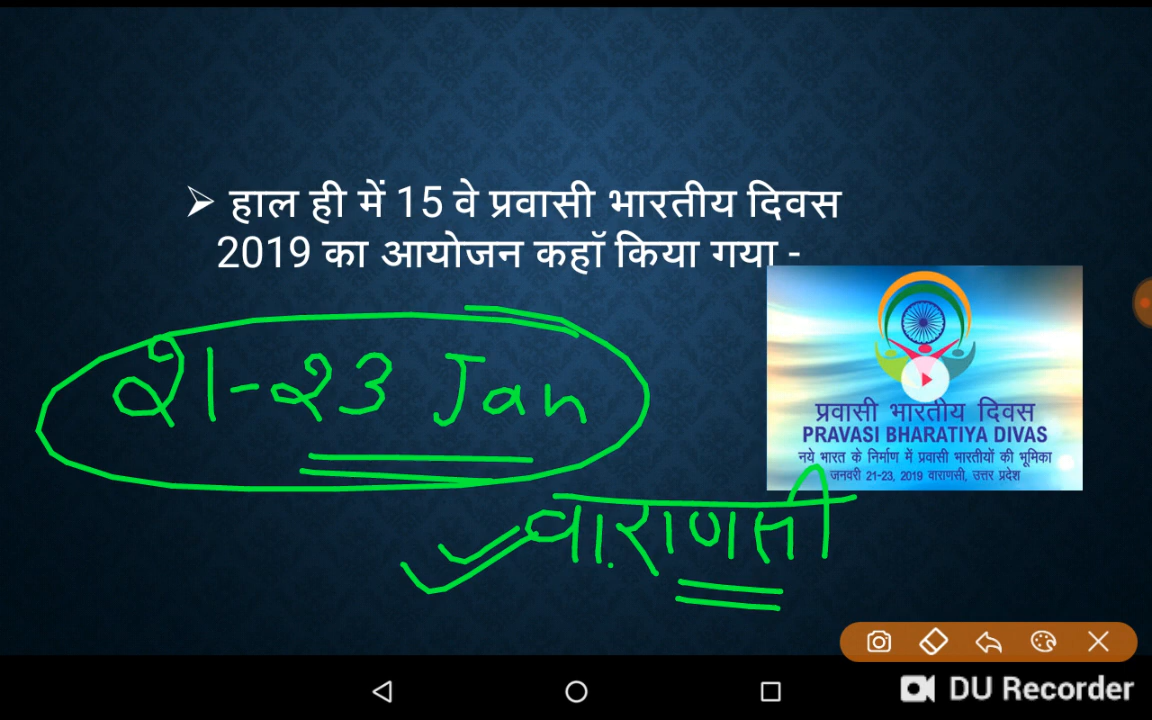 ➢ हाल ही में 15 वे प्रवासी भारतीय दिवस
2019 का आयोजन कहाॅ किया गया -
21-23 Jan
प्रवासी भारतीय दिवस
PRAVASI BHARATIYA DIVAS
नये भारत के निर्माण में प्रवासी भारतीयों की भूमिका
जनवरी 21-23, 2019 वाराणसी, उत्तर प्रदेश
वाराणसी
DU Recorder